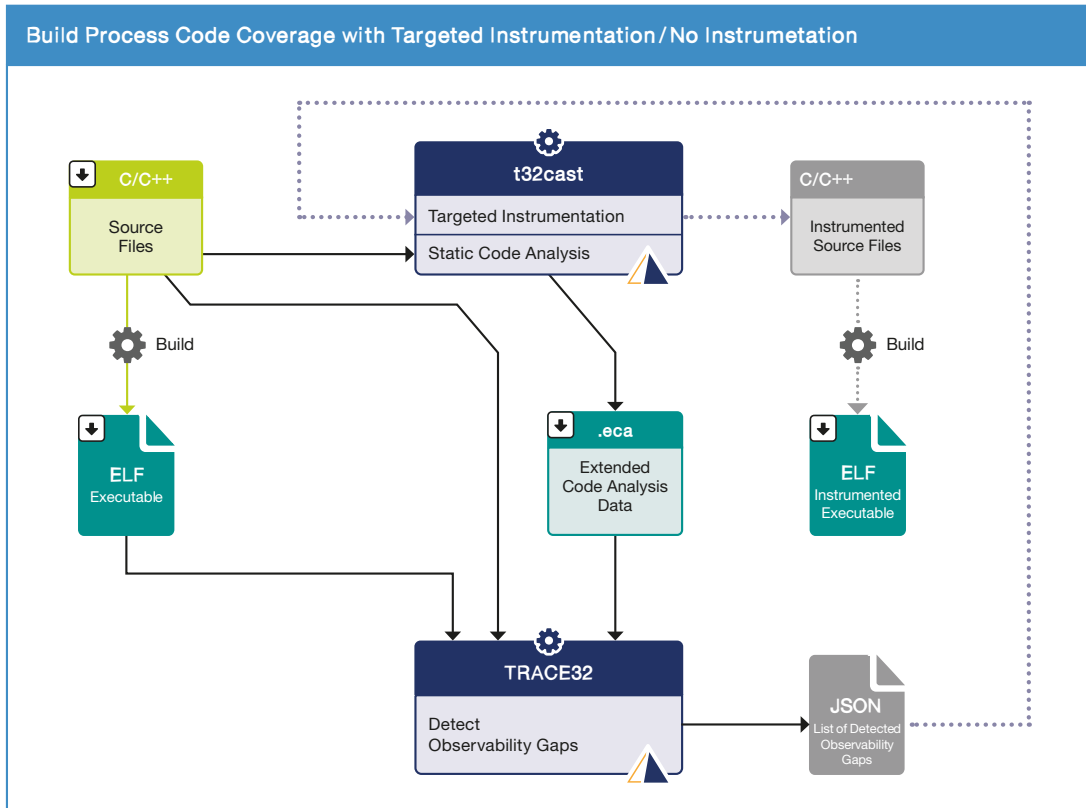 Build Process Code Coverage with Targeted Instrumentation/No Instrumetation
C/C++
Source
Files
t32cast
Targeted Instrumentation
Static Code Analysis
C/C++
Instrumented
Source Files
Build
Build
ELF
Executable
.eca
Extended
Code Analysis
Data
ELF
Instrumented
Executable
TRACE32
Detect
Observability Gaps
JSON
List of Detected
Observability
Gaps